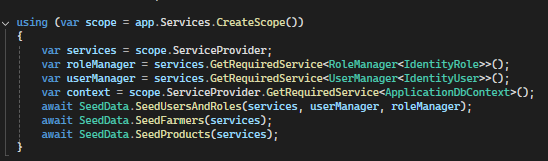 using (var scope = app.Services.CreateScope())
{
var services = scope.ServiceProvider;
var roleManager = services.GetRequiredService<RoleManager<IdentityRole>>();
var userManager = services.GetRequiredService<UserManager<IdentityUser>>();
var context = scope.ServiceProvider.GetRequiredService<ApplicationDbContext>();
await SeedData.SeedUsersAndRoles(services, userManager, roleManager);
await SeedData.SeedFarmers(services);
await SeedData.SeedProducts(services);
}